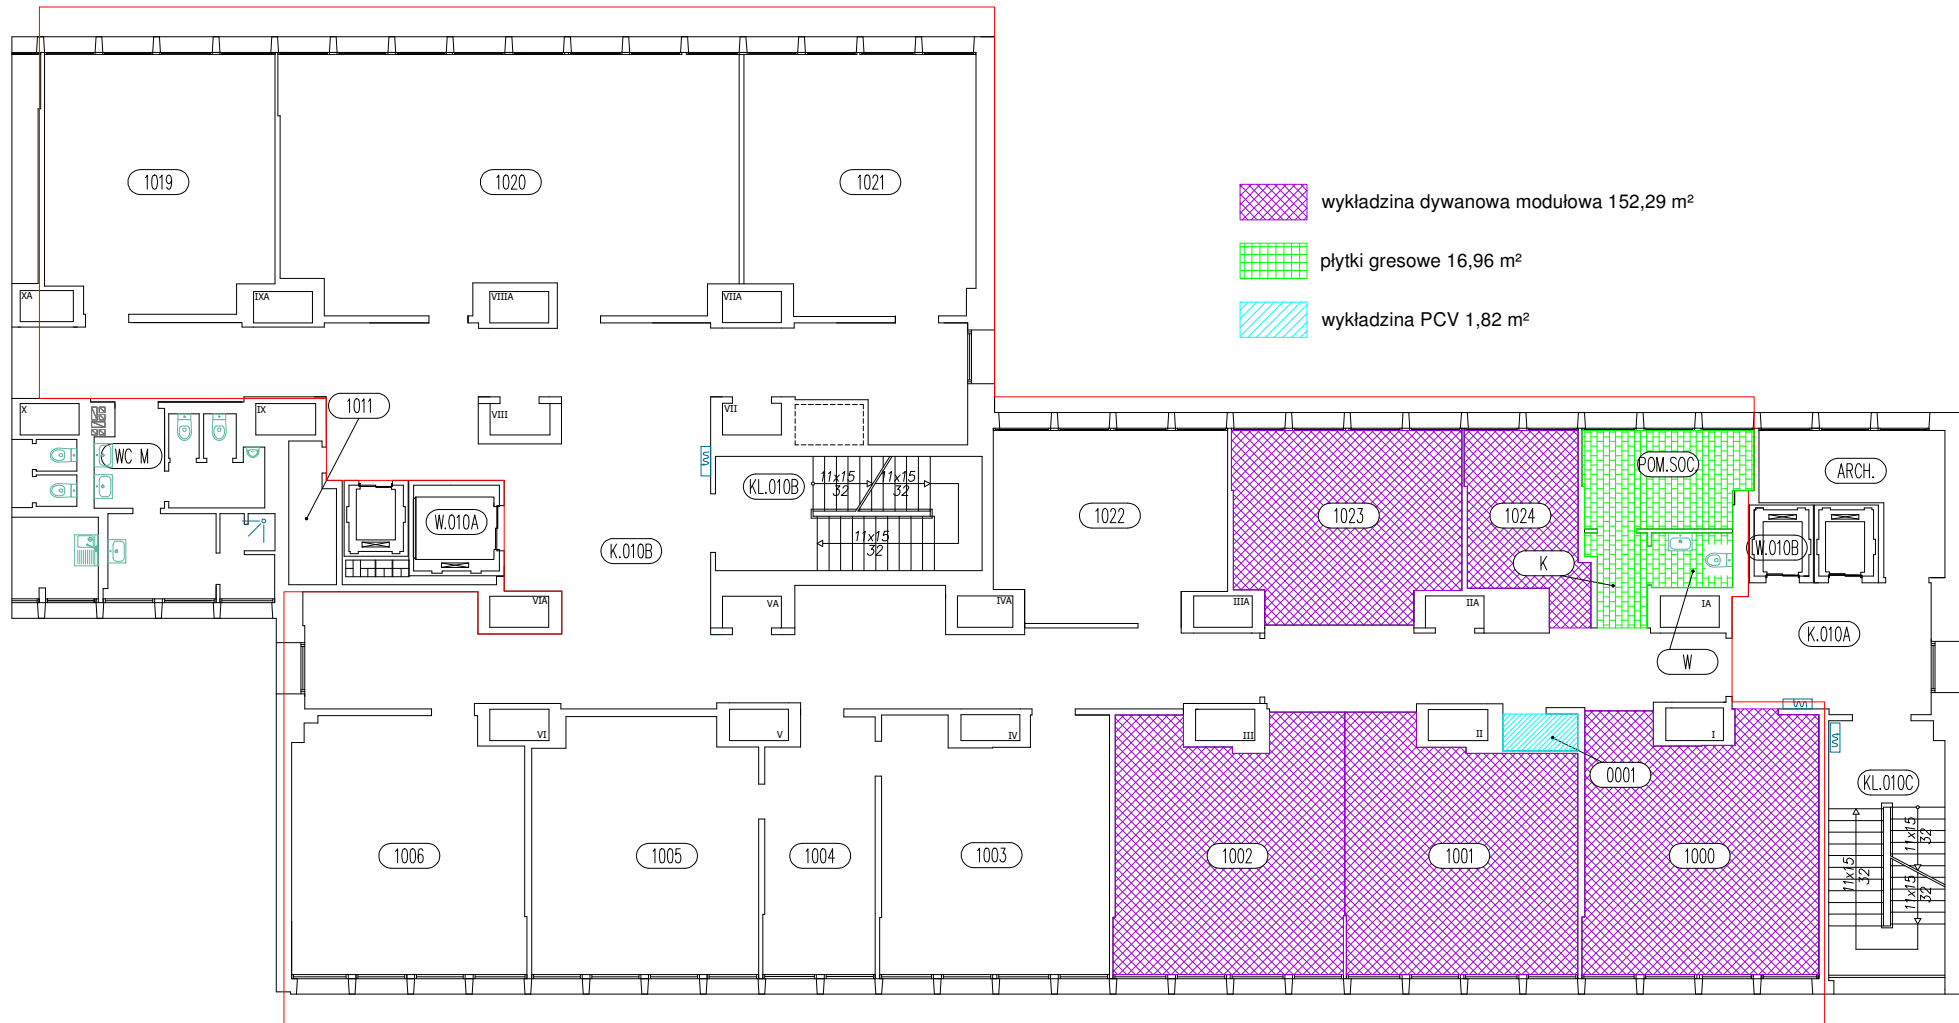 1019
1020
1021
wykładzina dywanowa modułowa 152,29 m²
płytki gresowe 16,96 m²
wykładzina PCV 1,82 m²
XA
IXA
VIIIA
VIIA
X
IX
1011
VIII
VII
WC M
KL.010B
11x15
32
11x15
32
11x15
32
W.010A
K.010B
1022
1023
1024
POM.SOC
ARCH.
W.010B
K
VIA
VA
IVA
IIIA
IIA
IA
K.010A
W
VI
V
IV
III
II
I
0001
KL.010C
1006
1005
1004
1003
1002
1001
1000
11x15
32
11x15
32
11x15
32